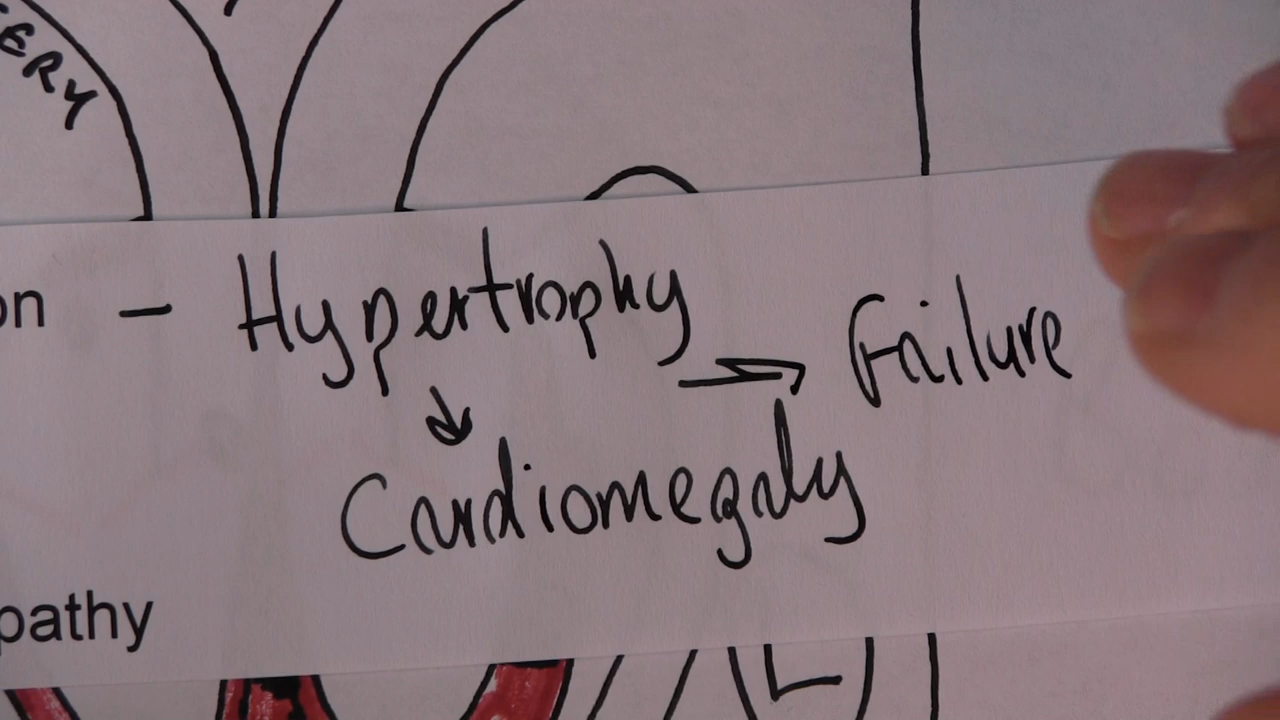 ERY
on – Hypertrophy
→ Failure
↓
Cardiomegaly
pathy
L